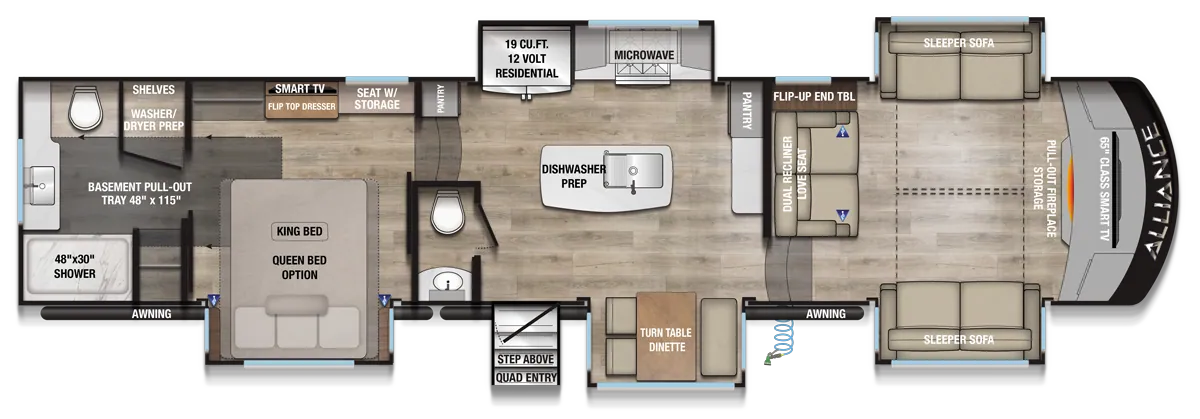 19 CU.FT.
12 VOLT
RESIDENTIAL
MICROWAVE
SLEEPER SOFA
SHELVES
WASHER/
DRYER PREP
SMART TV
FLIP TOP DRESSER
SEAT W/
STORAGE
PANTRY
PANTRY
FLIP-UP END TBL
DUAL RECLINER
LOVE SEAT
DISHWASHER
PREP
BASEMENT PULL-OUT
TRAY 48" x 115"
KING BED
QUEEN BED
OPTION
48"x30"
SHOWER
PULL-OUT FIREPLACE
STORAGE
65" CLASS SMART TV
ALLIANCE
AWNING
STEP ABOVE
QUAD ENTRY
TURN TABLE
DINETTE
AWNING
SLEEPER SOFA